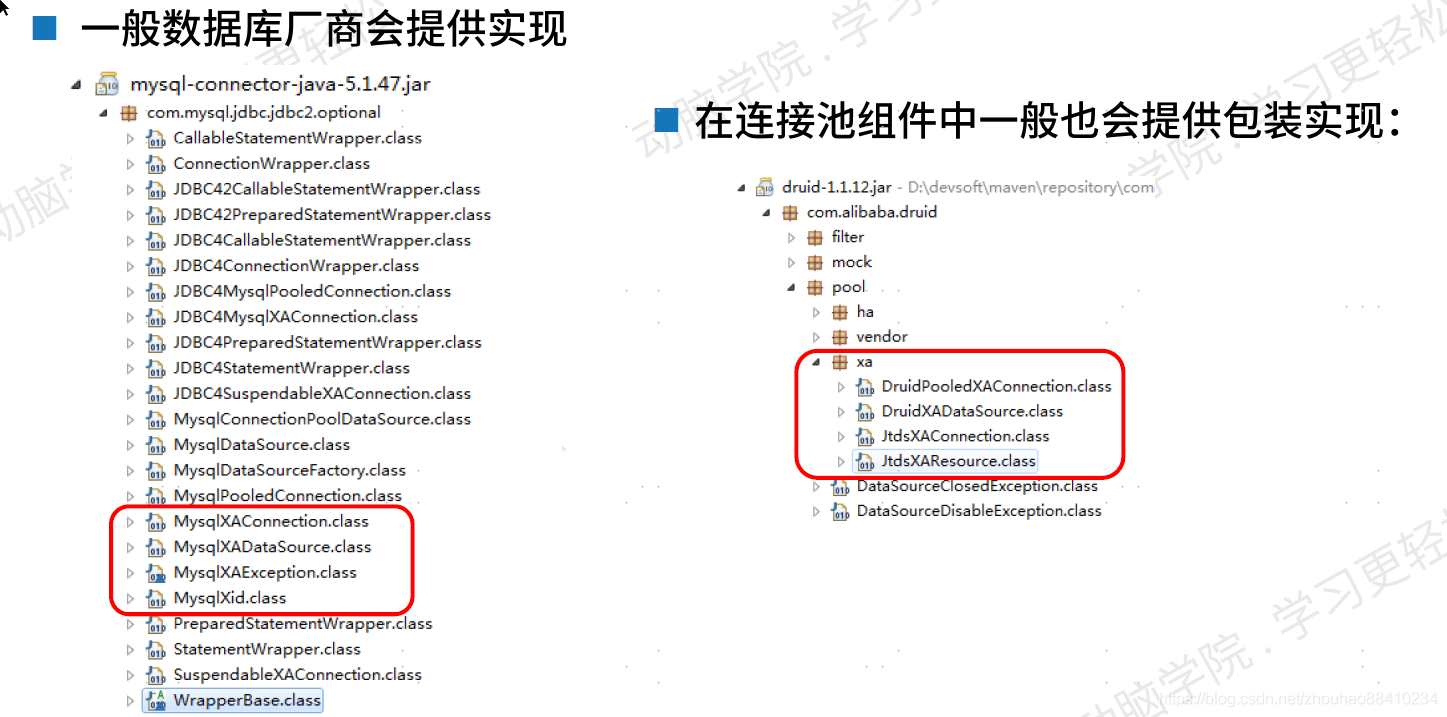 一般数据库厂商会提供实现
mysql-connector-java-5.1.47.jar
com.mysql.jdbc.jdbc2.optional
CallableStatementWrapper.class
ConnectionWrapper.class
JDBC42CallableStatementWrapper.class
JDBC42PreparedStatementWrapper.class
JDBC4CallableStatementWrapper.class
JDBC4ConnectionWrapper.class
JDBC4MysqlPooledConnection.class
JDBC4MysqlXAConnection.class
JDBC4PreparedStatementWrapper.class
JDBC4StatementWrapper.class
JDBC4SuspendableXAConnection.class
MysqlConnectionPoolDataSource.class
MysqlDataSource.class
MysqlDataSourceFactory.class
MysqlPooledConnection.class
MysqlXAConnection.class
MysqlXADataSource.class
MysqlXAException.class
MysqlXid.class
PreparedStatementWrapper.class
StatementWrapper.class
SuspendableXAConnection.class
WrapperBase.class
在连接池组件中一般也会提供包装实现：
druid-1.1.12.jar - D:\devsoft\maven\repository\com
com.alibaba.druid
filter
mock
pool
ha
vendor
xa
DruidPooledXAConnection.class
DruidXADataSource.class
JtdsXAConnection.class
JtdsXAResource.class
DataSourceClosedException.class
DataSourceDisableException.class
动脑学院 . 学习更轻松
https://blog.csdn.net/zhouhao88410234